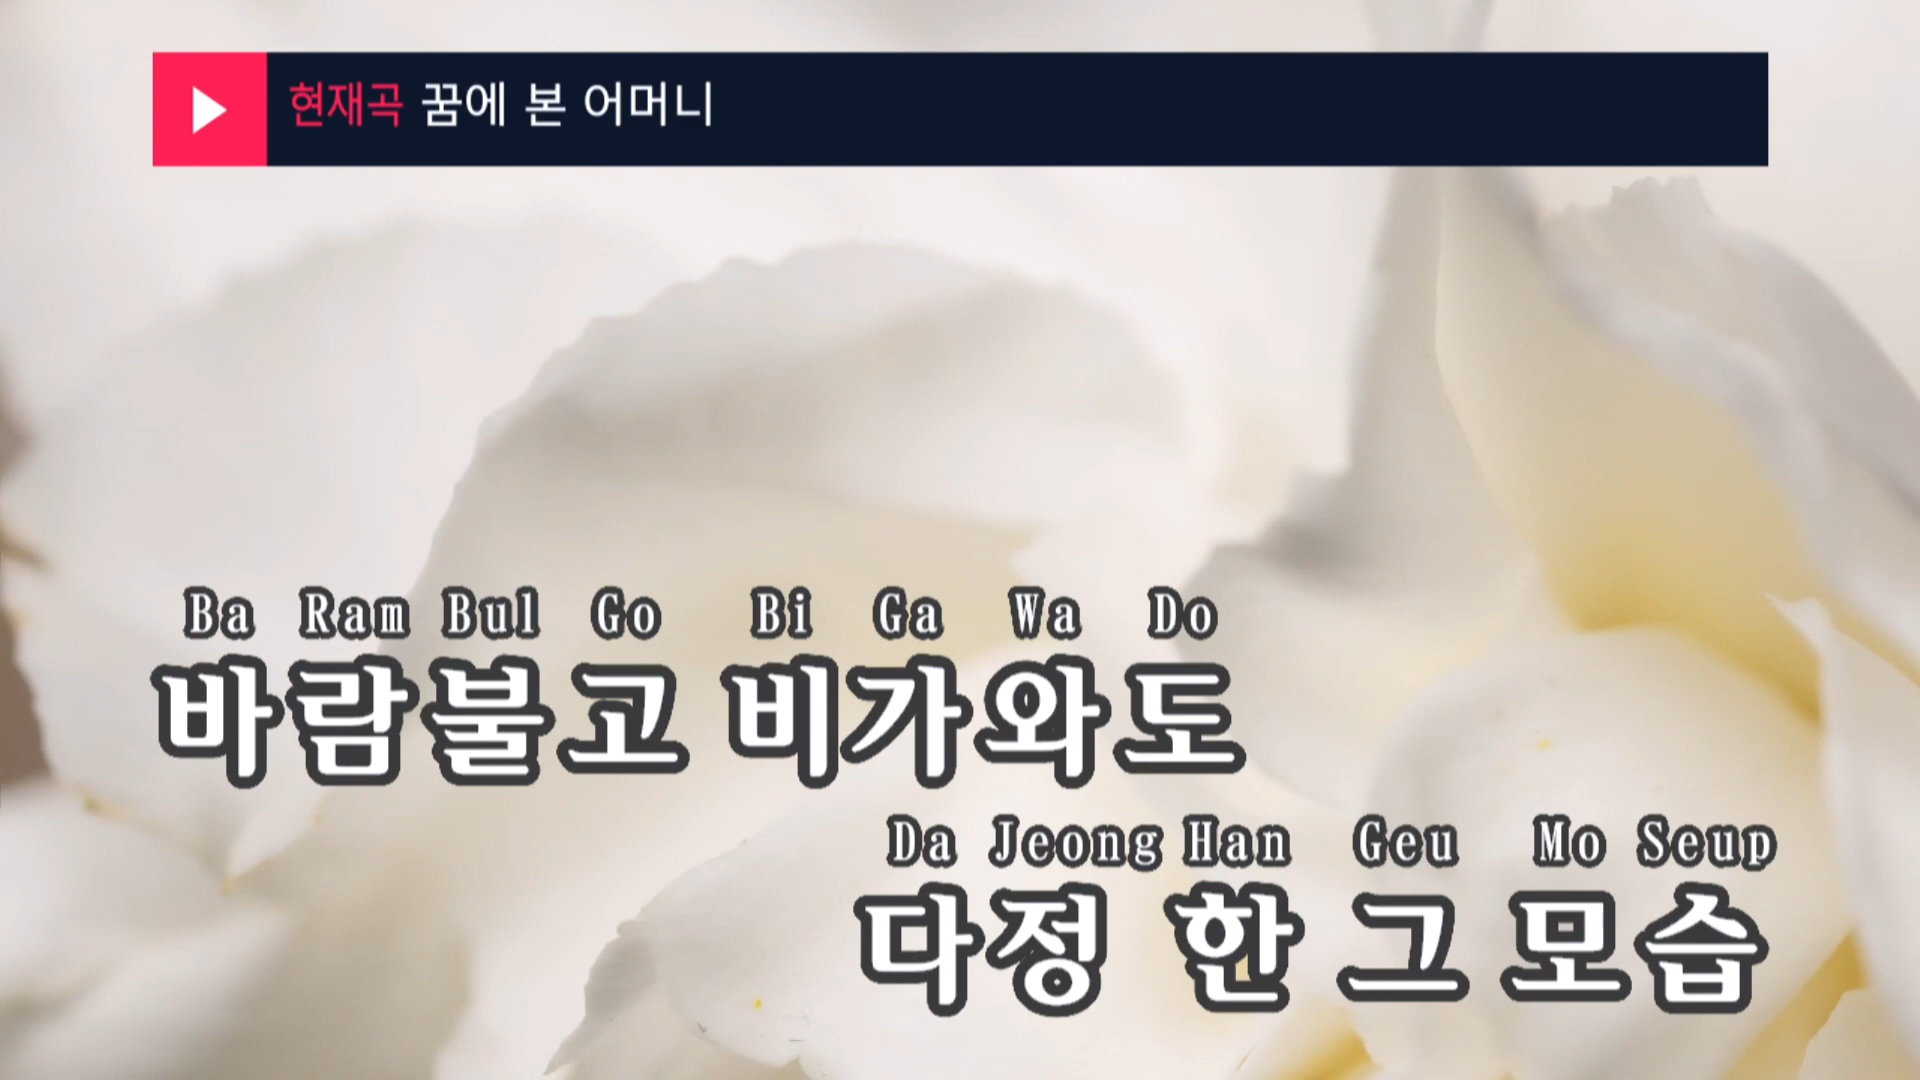 현재곡 꿈에 본 어머니
Ba Ram Bul Go Bi Ga Wa Do
바람불고 비가와도
Da Jeong Han Geu Mo Seup
다정 한 그 모습